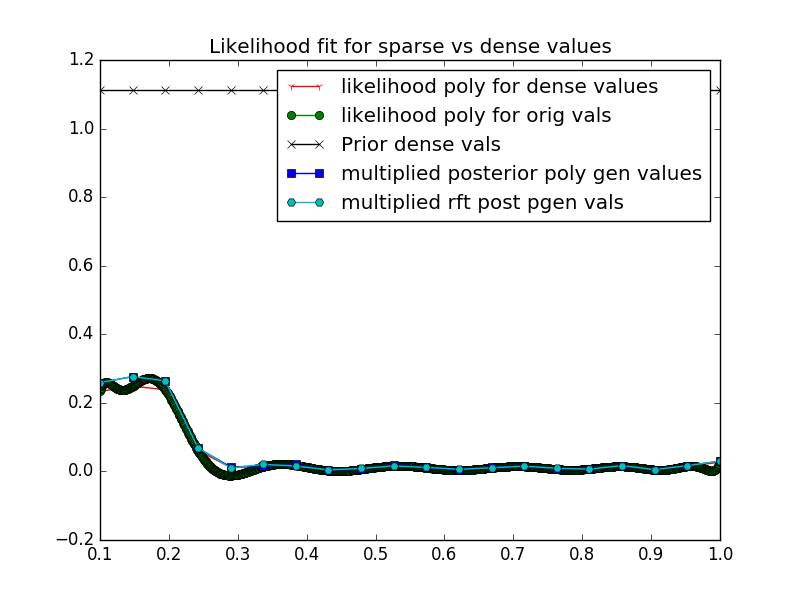 Likelihood fit for sparse vs dense values
1.2
likelihood poly for dense values
likelihood poly for orig vals
Prior dense vals
multiplied posterior poly gen values
multiplied rft post pgen vals
1.0
0.8
0.6
0.4
0.2
0.0
−0.2
0.1 0.2 0.3 0.4 0.5 0.6 0.7 0.8 0.9 1.0